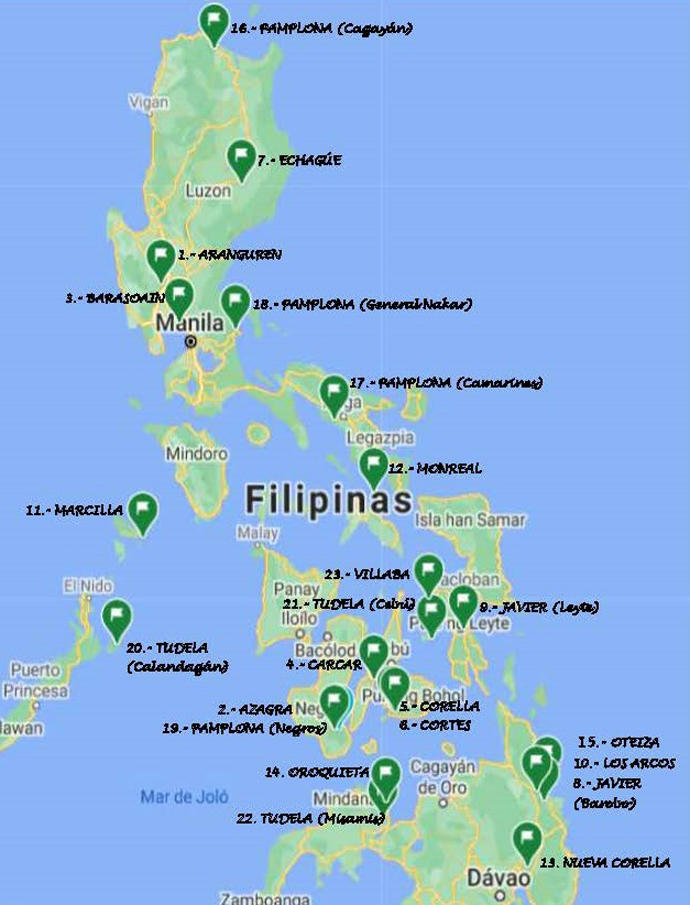 16.- PAMPLONA (Cagayán)
Vigan
7.- ECHAGÜE
Luzon
1.- ARANGUREN
3.- BARASOAIN
18.- PAMPLONA (General Nakar)
Manila
17.- PAMPLONA (Camarines)
Legazpia
Mindoro
12.- MONREAL
Filipinas
11.- MARCILLA
Isla han Samar
Malay
23.- VILLABA
El Nido
Panay
21.- TUDELA (Cebú)
9.- JAVIER (Leyte)
Iloílo
Leyte
20.- TUDELA
(Calandagán)
Bacólod
4.- CARCAR
Puerto
Princesa
Bohol
2.- AZAGRA
5.- CORELLA
19.- PAMPLONA (Negros)
6.- CORTES
15.- OTEIZA
14. OROQUIETA
Cagayán
de Oro
10.- LOS ARCOS
8.- JAVIER
(Barobo)
Mar de Joló
22. TUDELA (Misamis)
13. NUEVA CORELLA
Dávao
Zamboanga